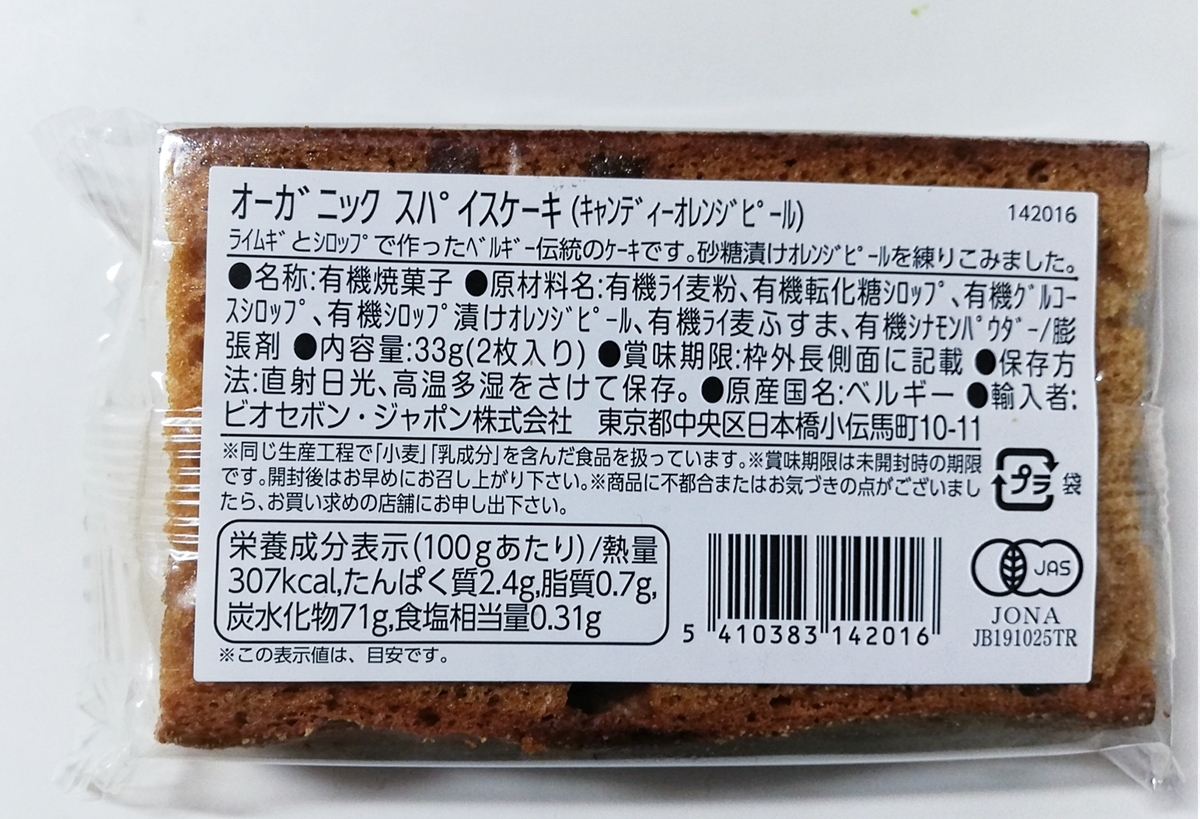 オーガニック スパイスケーキ(キャンディーオレンジピール)
142016
ライムギとシロップで作ったベルギー伝統のケーキです。砂糖漬けオレンジピールを練りこみました。
●名称:有機焼菓子 ●原材料名:有機ライ麦粉、有機転化糖シロップ、有機グルコー
スシロップ、有機シロップ漬けオレンジピール、有機ライ麦ふすま、有機シナモンパウダー/膨
張剤 ●内容量:33g(2枚入り) ●賞味期限:枠外長側面に記載 ●保存方
法:直射日光、高温多湿をさけて保存。 ●原産国名:ベルギー ●輸入者:
ビオセボン・ジャポン株式会社 東京都中央区日本橋小伝馬町10-11
※同じ生産工程で「小麦」「乳成分」を含んだ食品を扱っています。※賞味期限は未開封時の期限
です。開封後はお早めにお召し上がり下さい。※商品に不都合またはお気づきの点がございまし
たら、お買い求めの店舗にお申し出下さい。
プラ 袋
栄養成分表示(100gあたり)/熱量
307kcal,たんぱく質2.4g,脂質0.7g,
炭水化物71g,食塩相当量0.31g
※この表示値は、目安です。
5 410383 142016
JAS
JONA
JB191025TR